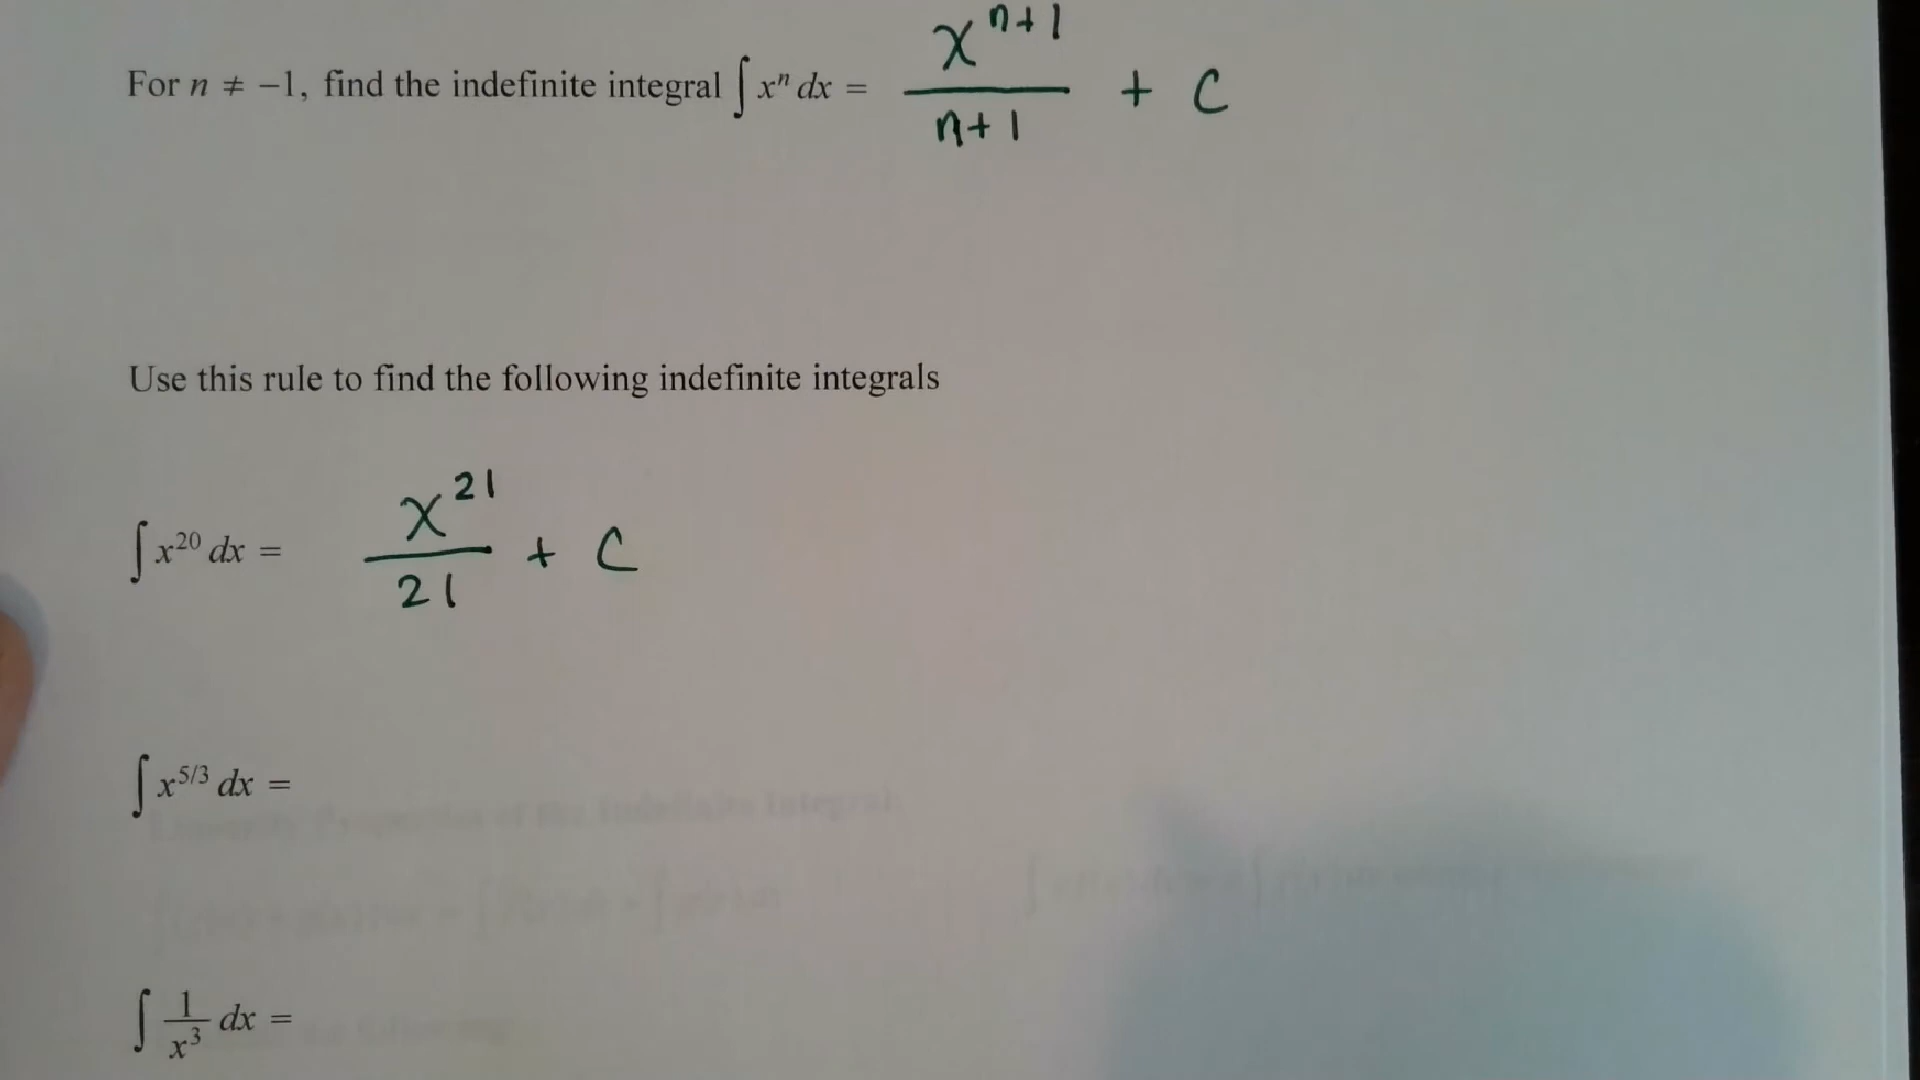 For n ≠ −1, find the indefinite integral ∫ xⁿ dx = xⁿ⁺¹/(n+1) + C
Use this rule to find the following indefinite integrals
∫ x²⁰ dx = x²¹/21 + C
∫ x^{5/3} dx =
∫ 1/x³ dx =